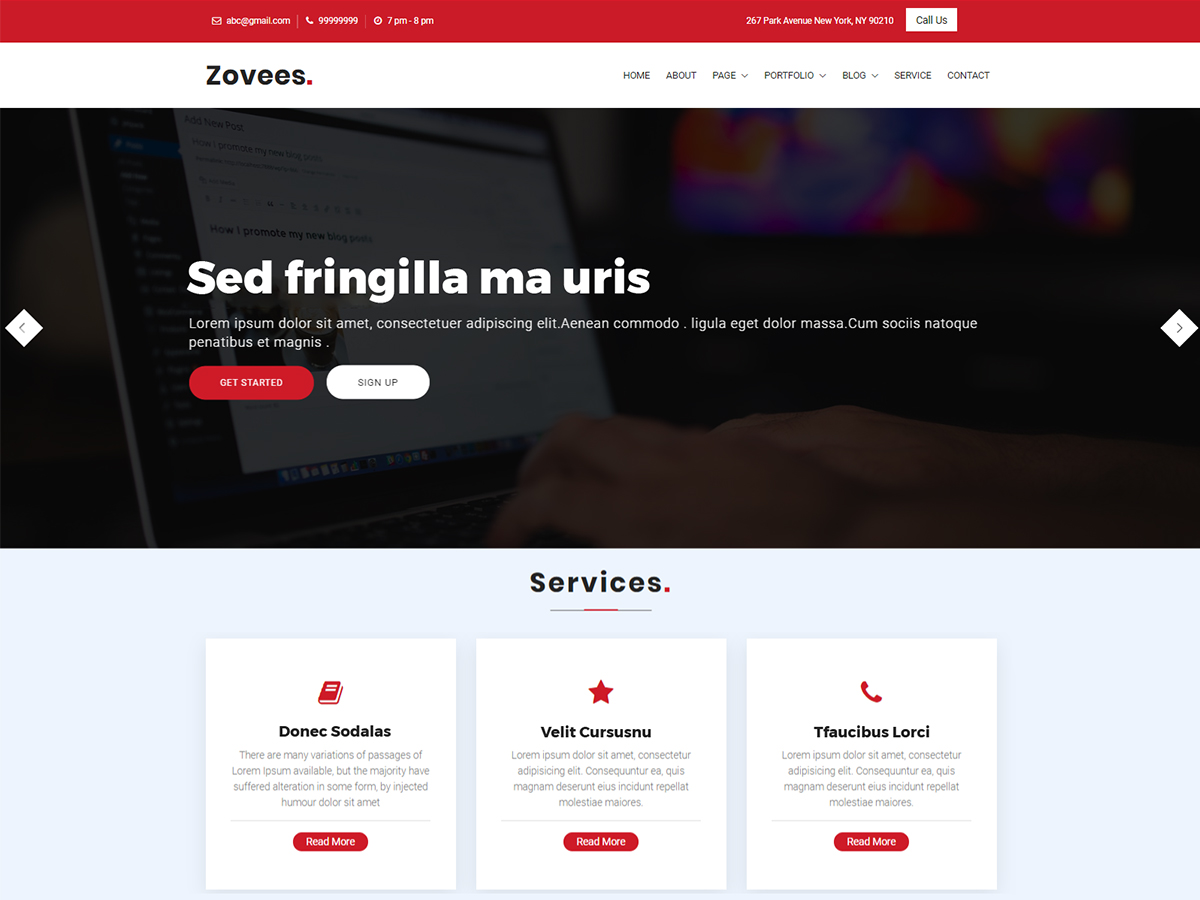 abc@gmail.com 99999999 7 pm - 8 pm 267 Park Avenue New York, NY 90210 Call Us
Zovees.
HOME ABOUT PAGE PORTFOLIO BLOG SERVICE CONTACT
Add New Post
How I promote my new blog posts
How I promote my new blog posts
Sed fringilla ma uris
Lorem ipsum dolor sit amet, consectetuer adipiscing elit.Aenean commodo . ligula eget dolor massa.Cum sociis natoque
penatibus et magnis .
GET STARTED SIGN UP
Services.
Donec Sodalas
There are many variations of passages of
Lorem Ipsum available, but the majority have
suffered alteration in some form, by injected
humour dolor sit amet
Read More
Velit Cursusnu
Lorem ipsum dolor sit amet, consectetur
adipisicing elit. Consequuntur ea, quis
magnam deserunt eius incidunt repellat
molestiae maiores.
Read More
Tfaucibus Lorci
Lorem ipsum dolor sit amet, consectetur
adipisicing elit. Consequuntur ea, quis
magnam deserunt eius incidunt repellat
molestiae maiores.
Read More